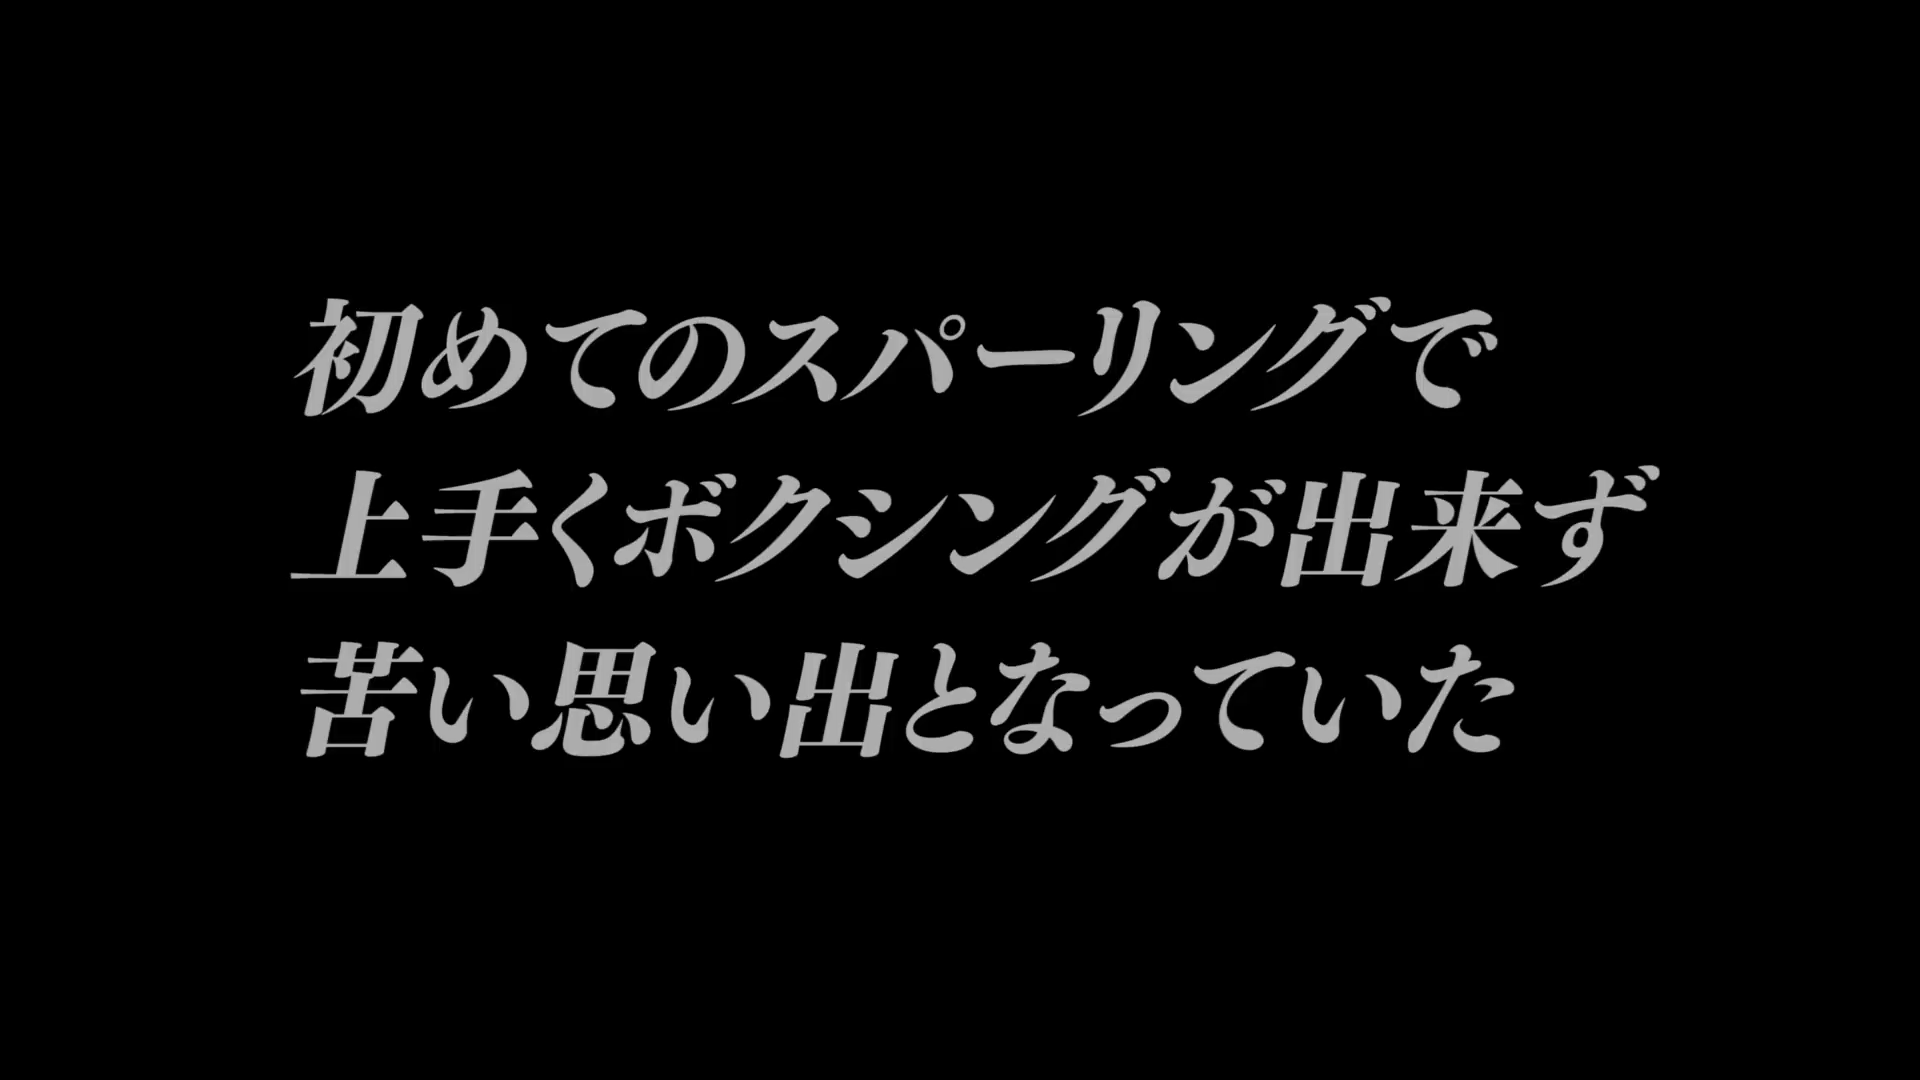 初めてのスパーリングで
上手くボクシングが出来ず
苦い思い出となっていた